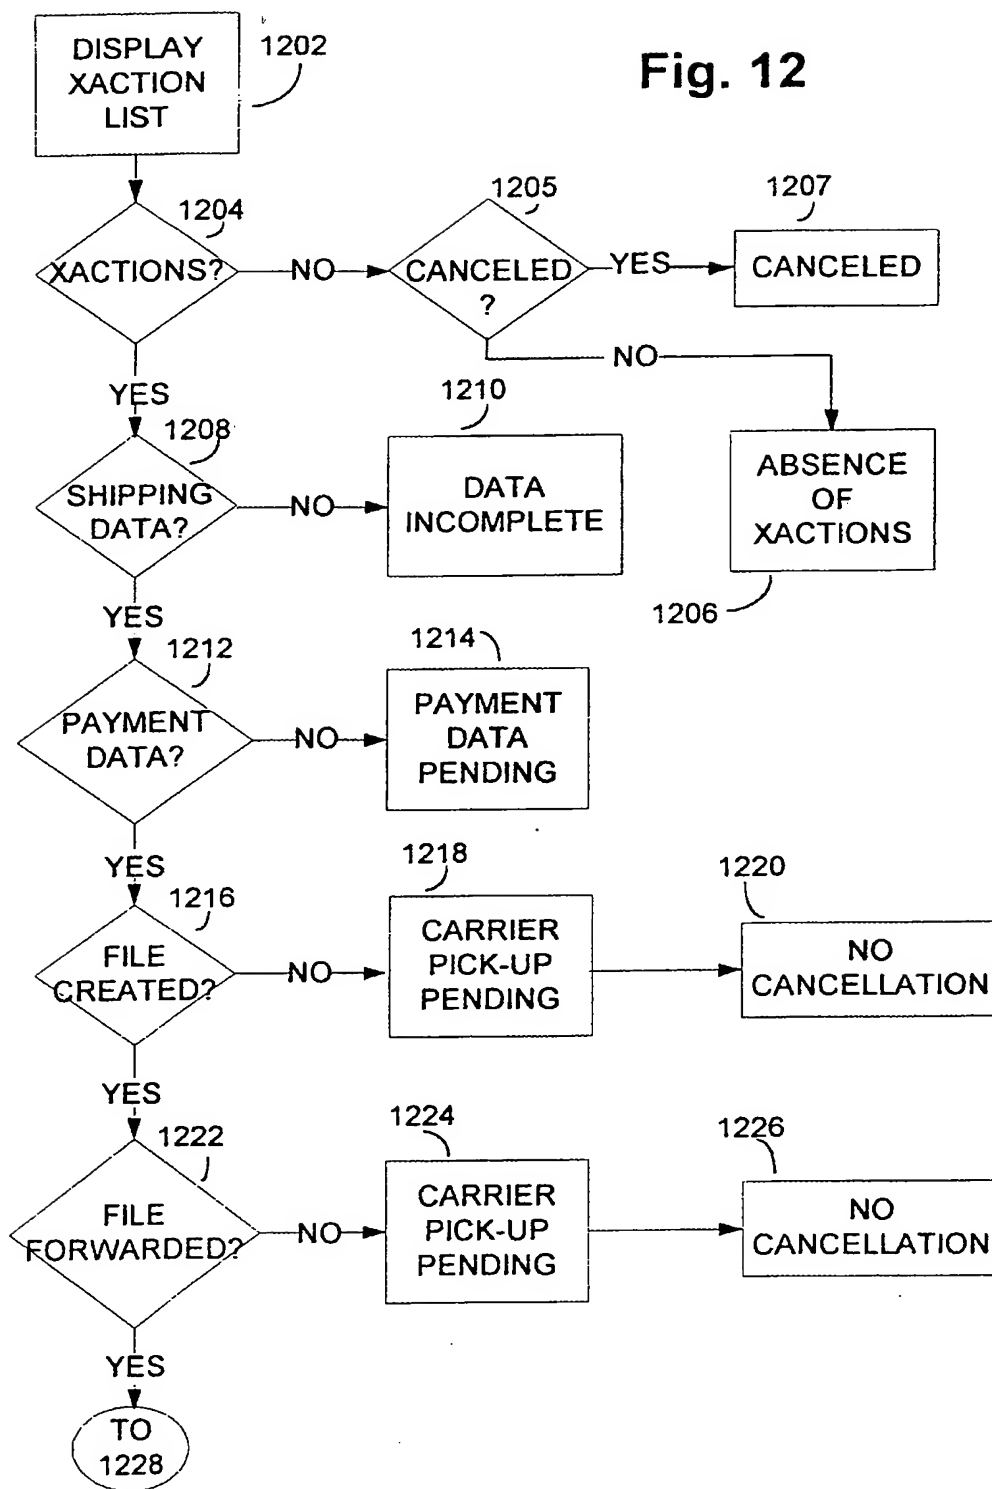 DISPLAY
XACTION
LIST
1202
Fig. 12
1204
XACTIONS?
NO
1205
CANCELED
?
YES
1207
CANCELED
NO
YES
1208
SHIPPING
DATA?
NO
1210
DATA
INCOMPLETE
ABSENCE
OF
XACTIONS
1206
YES
1212
PAYMENT
DATA?
NO
1214
PAYMENT
DATA
PENDING
YES
1216
FILE
CREATED?
NO
1218
CARRIER
PICK-UP
PENDING
1220
NO
CANCELLATION
YES
1222
FILE
FORWARDED?
NO
1224
CARRIER
PICK-UP
PENDING
1226
NO
CANCELLATION
YES
TO
1228